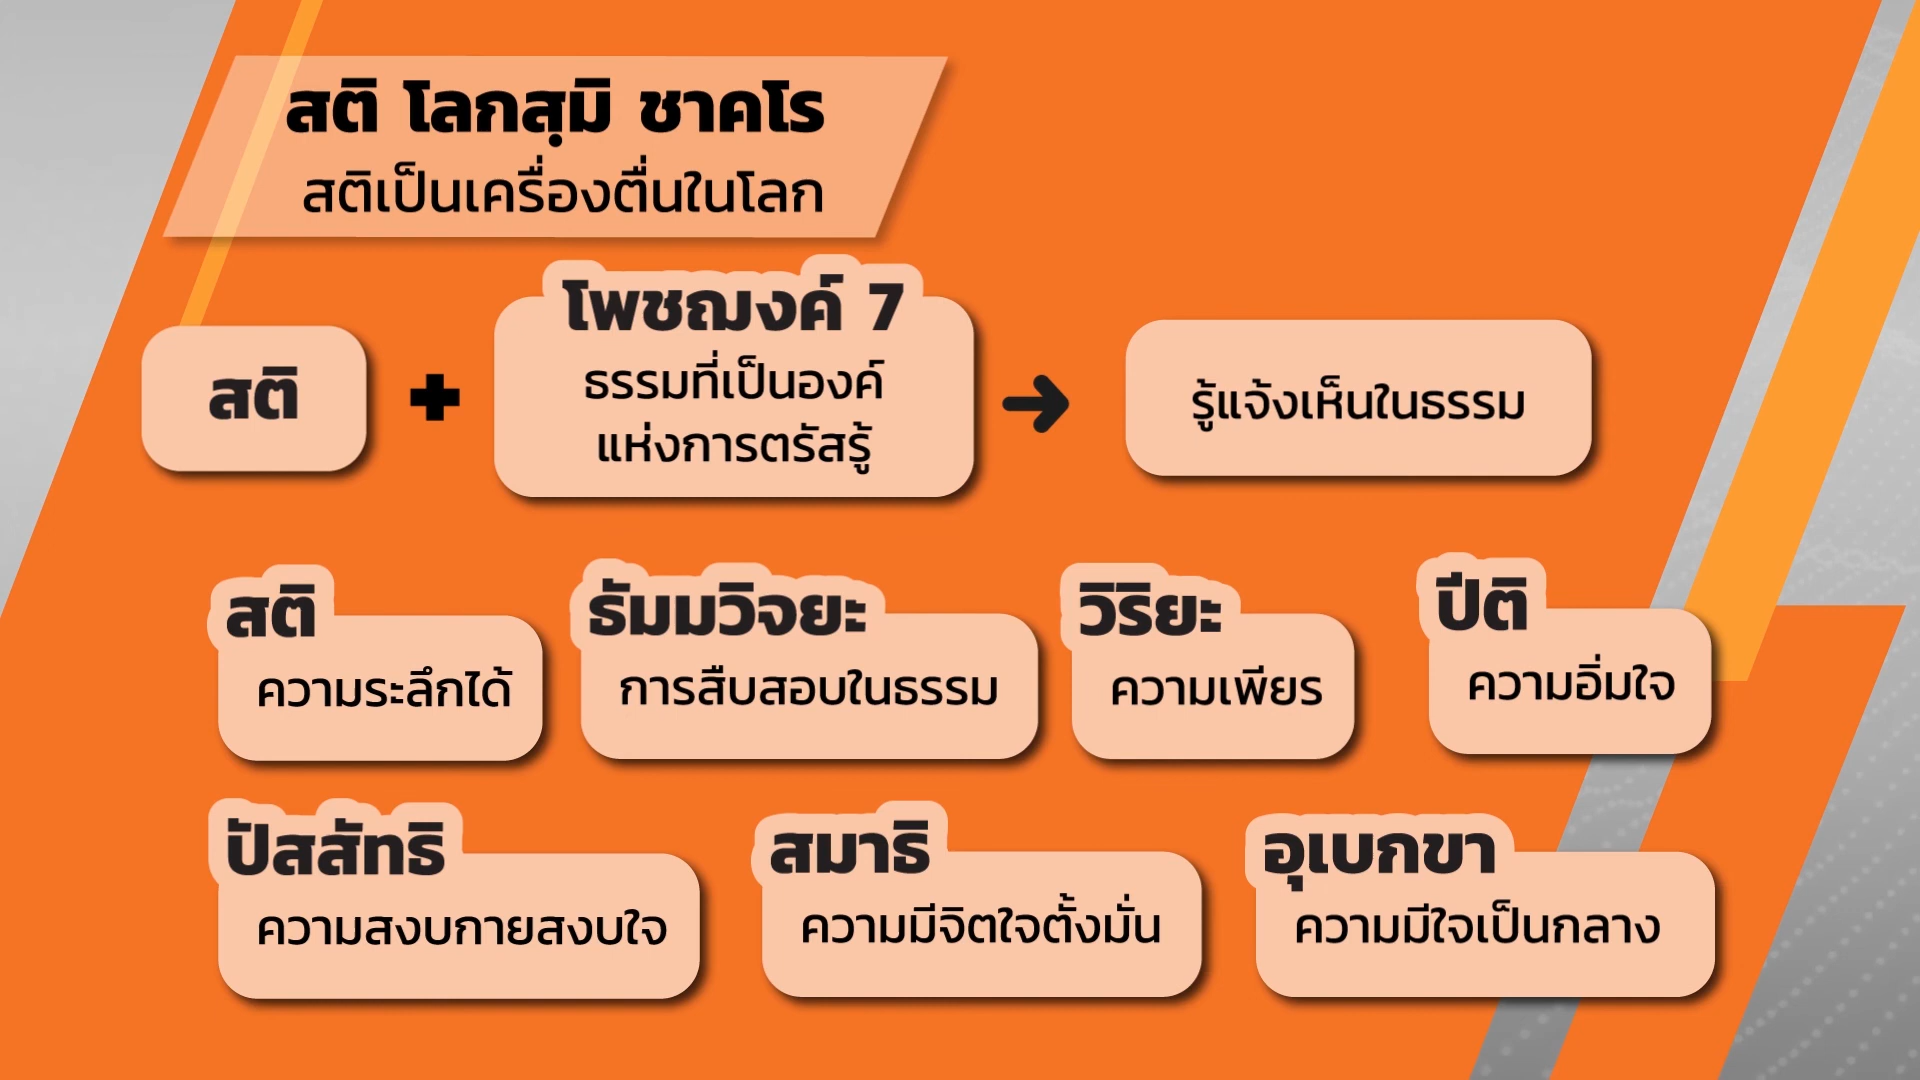 สติ โลกสฺมิ ชาคโร
สติเป็นเครื่องตื่นในโลก
สติ
+
โพชฌงค์ 7
ธรรมที่เป็นองค์
แห่งการตรัสรู้
รู้แจ้งเห็นในธรรม
สติ
ความระลึกได้
ธัมมวิจยะ
การสืบสอบในธรรม
วิริยะ
ความเพียร
ปีติ
ความอิ่มใจ
ปัสสัทธิ
ความสงบกายสงบใจ
สมาธิ
ความมีจิตใจตั้งมั่น
อุเบกขา
ความมีใจเป็นกลาง